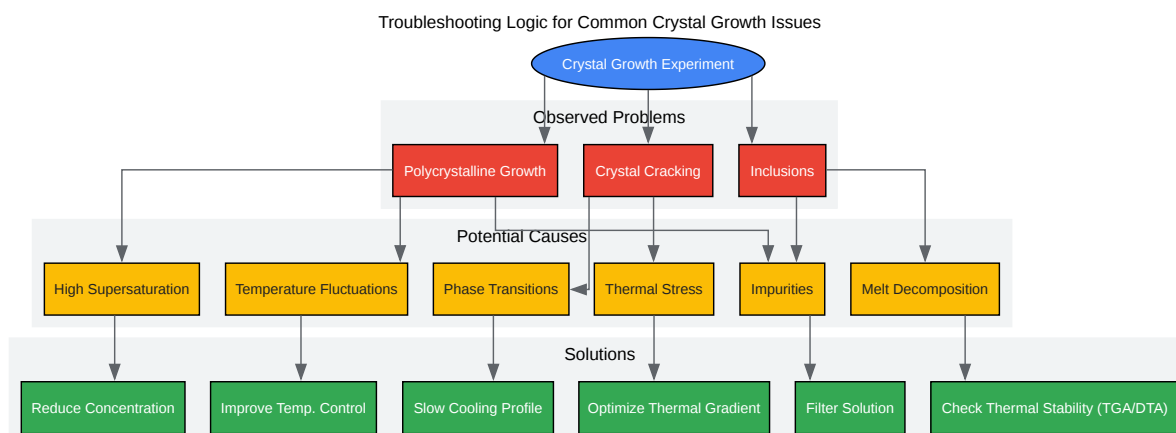 Troubleshooting Logic for Common Crystal Growth Issues
Crystal Growth Experiment
Observed Problems
Polycrystalline Growth
Crystal Cracking
Inclusions
Potential Causes
High Supersaturation
Temperature Fluctuations
Phase Transitions
Thermal Stress
Impurities
Melt Decomposition
Solutions
Reduce Concentration
Improve Temp. Control
Slow Cooling Profile
Optimize Thermal Gradient
Filter Solution
Check Thermal Stability (TGA/DTA)